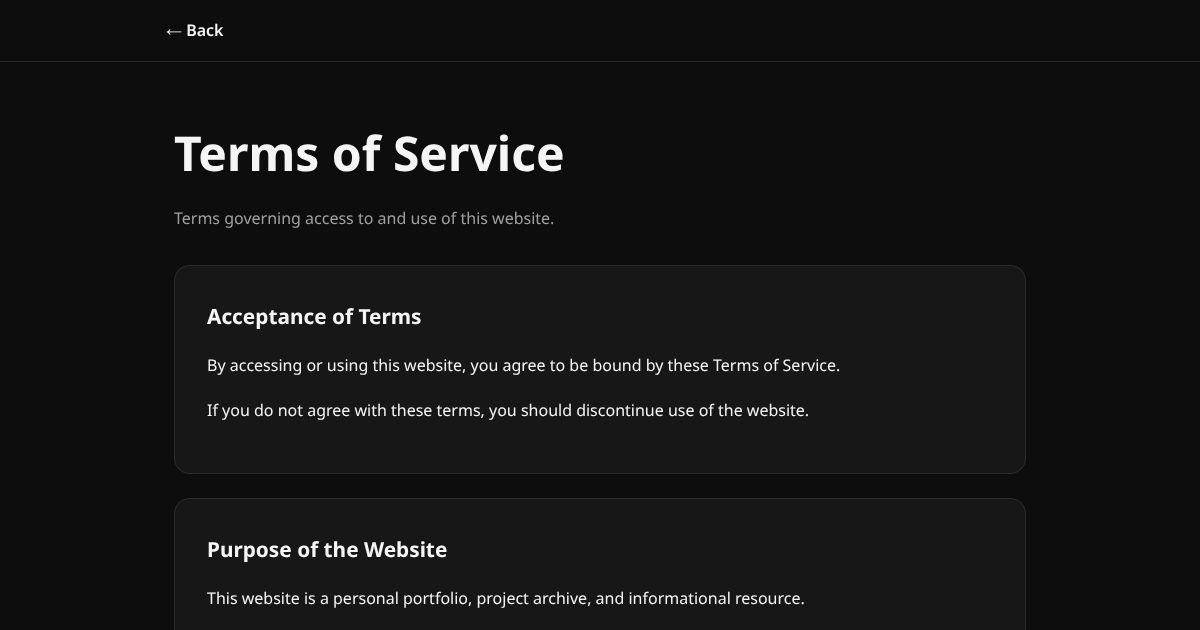 ← Back
Terms of Service
Terms governing access to and use of this website.
Acceptance of Terms
By accessing or using this website, you agree to be bound by these Terms of Service.
If you do not agree with these terms, you should discontinue use of the website.
Purpose of the Website
This website is a personal portfolio, project archive, and informational resource.